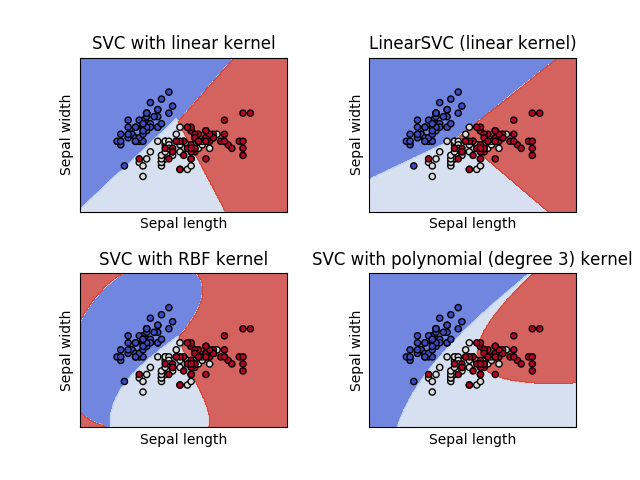 SVC with linear kernel
LinearSVC (linear kernel)
Sepal width
Sepal width
Sepal length
Sepal length
SVC with RBF kernel
SVC with polynomial (degree 3) kernel
Sepal width
Sepal width
Sepal length
Sepal length